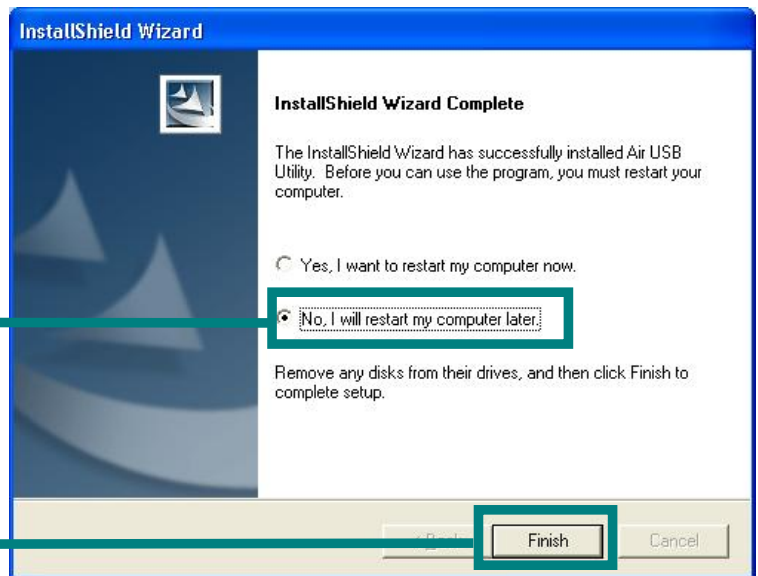 InstallShield Wizard
InstallShield Wizard Complete
The InstallShield Wizard has successfully installed Air USB
Utility. Before you can use the program, you must restart your
computer.
Yes, I want to restart my computer now.
No, I will restart my computer later.
Remove any disks from their drives, and then click Finish to
complete setup.
Finish
Cancel